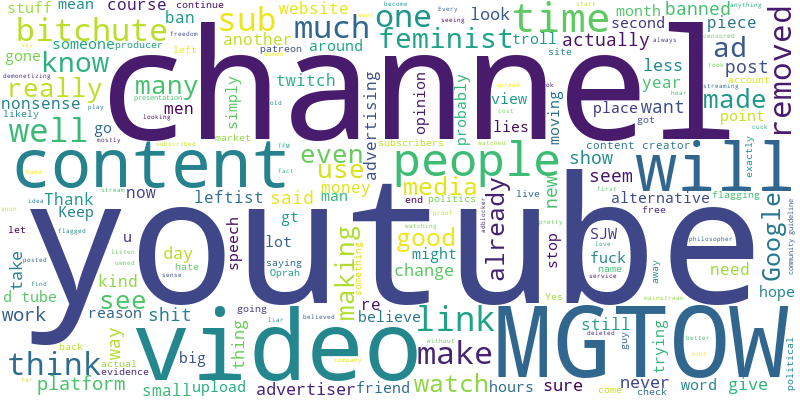 stuff mean course
bitchute sub
website ban
much one time
month banned
look second piece
removed
gone someone producer
around another
feminist troll
actually ad
know many
patreon twitch
really men
simply channel
less post
year made
nonsense
likely go
opinion view
lies place want
moving point
well content
even use
advertising
probably
people will
content creator
exactly
show seem
new alternative
free flagging
Thank now leftist said
Keep u gt
man money
media already
good might
change stop
SJW fuck
name
Google
youtube
take let
speech day
hate lot
saying Oprah
making
kind
d tube see
work reason shit
re believe
need hope
philosopher
community guideline
think video
way big
thing
link make
MGTOW
still trying
platform small upload
advertiser friend
watch hours sure
never word give
check
political
evidence
actual
back
far
going
liar
believed
without
company
deleted
guy
come
better
away
service
love
Yes
mainstream
subscribers
politics
end
live
proof
watching
adblocker
pretty
first
fact
TFM
old
market
presentation
demonetizing
play
looking
mostly
subscribed
stream
idea
flagged
listen
owned
posted
find
sense
something
watched
cost
spread
hear
cuck
got
account
streaming
censored
site
always
become
seeing
start
anything
Every
continue
freedom
left